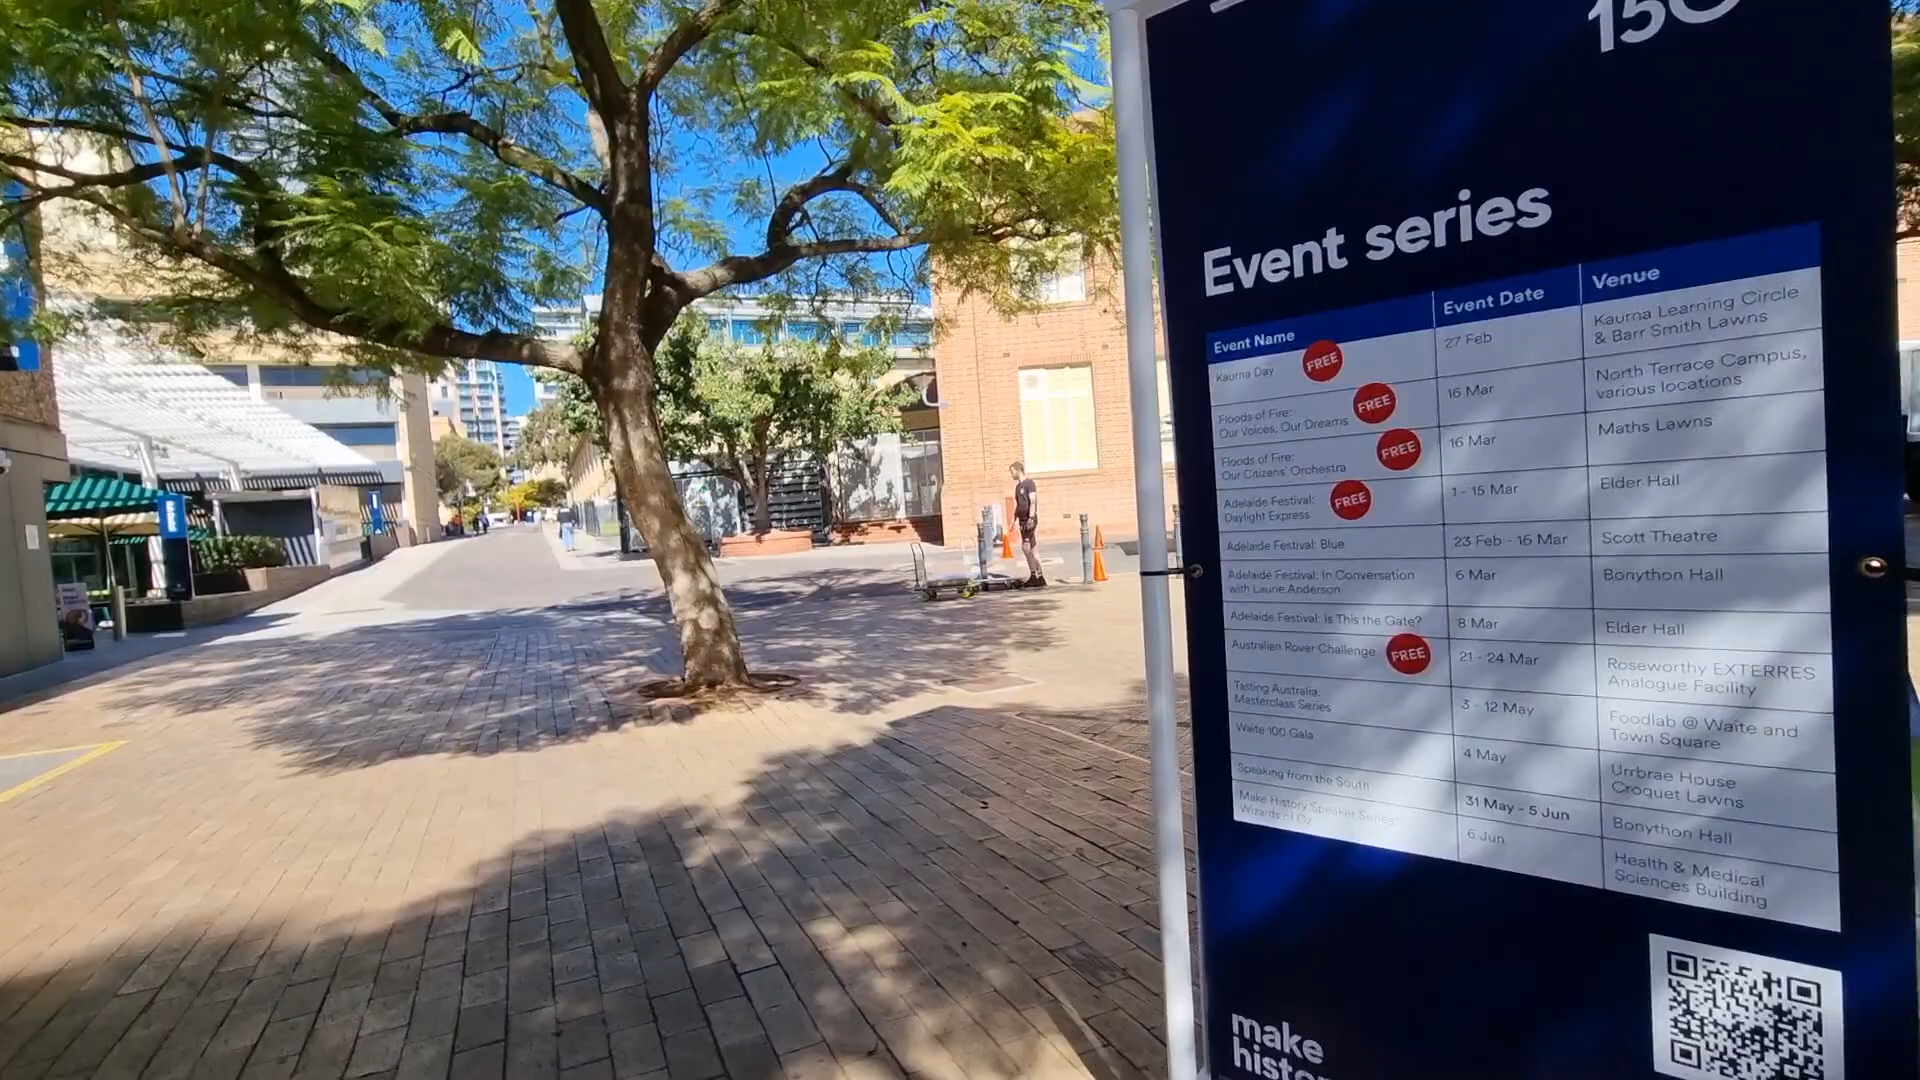 150
Event series
Event Name Event Date Venue
Kaurna Day FREE 27 Feb Kaurna Learning Circle
& Barr Smith Lawns
Floods of Fire:
Our Voices, Our Dreams FREE 16 Mar North Terrace Campus,
various locations
Floods of Fire:
Our Citizens' Orchestra FREE 16 Mar Maths Lawns
Adelaide Festival:
Daylight Express FREE 1 - 15 Mar Elder Hall
Adelaide Festival: Blue 23 Feb - 16 Mar Scott Theatre
Adelaide Festival: In Conversation
with Laurie Anderson 6 Mar Bonython Hall
Adelaide Festival: Is This the Gate? 8 Mar Elder Hall
Australian Rover Challenge FREE 21 - 24 Mar Roseworthy EXTERRES
Analogue Facility
Tasting Australia:
Masterclass Series 3 - 12 May Foodlab @ Waite and
Town Square
Waite 100 Gala 4 May Urrbrae House
Croquet Lawns
Speaking from the South 31 May - 5 Jun Bonython Hall
Make History Speaker Series:
Wizards of Oz 6 Jun Health & Medical
Sciences Building
make
histo